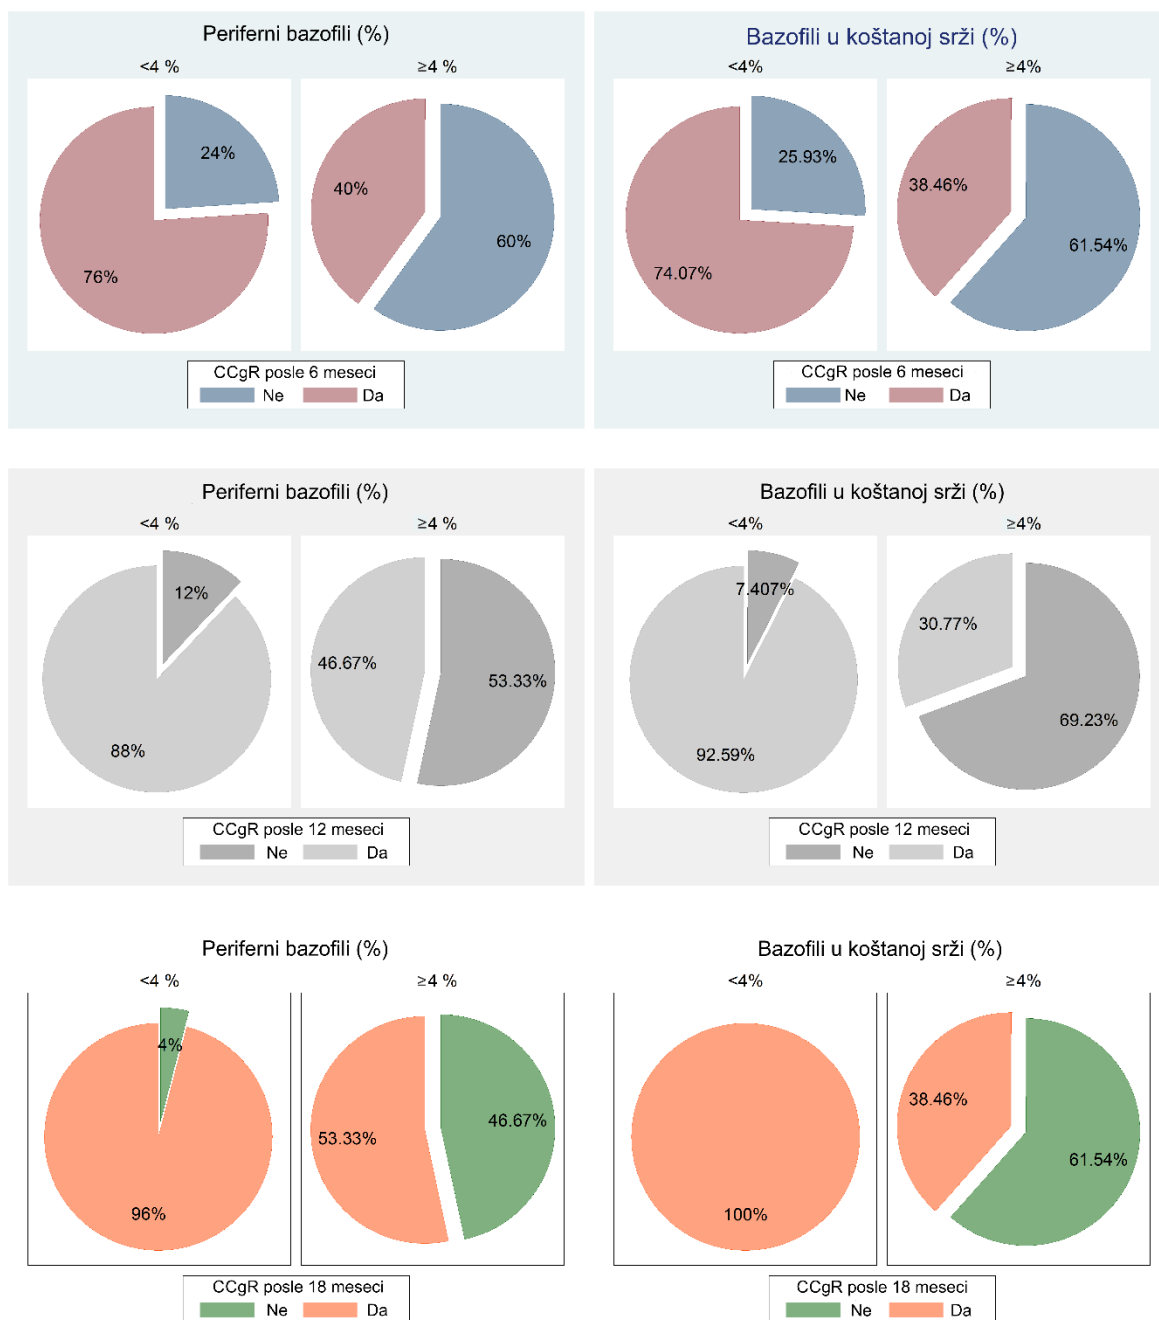 Periferni bazofili (%)
<4 %
≥4 %
24%
76%
40%
60%
CCgR posle 6 meseci
Ne
Da
Bazofili u koštanoj srži (%)
<4%
≥4%
25.93%
74.07%
38.46%
61.54%
CCgR posle 6 meseci
Ne
Da
Periferni bazofili (%)
<4 %
≥4 %
12%
88%
46.67%
53.33%
CCgR posle 12 meseci
Ne
Da
Bazofili u koštanoj srži (%)
<4%
≥4%
7.407%
92.59%
30.77%
69.23%
CCgR posle 12 meseci
Ne
Da
Periferni bazofili (%)
<4 %
≥4 %
4%
96%
53.33%
46.67%
CCgR posle 18 meseci
Ne
Da
Bazofili u koštanoj srži (%)
<4%
≥4%
100%
38.46%
61.54%
CCgR posle 18 meseci
Ne
Da